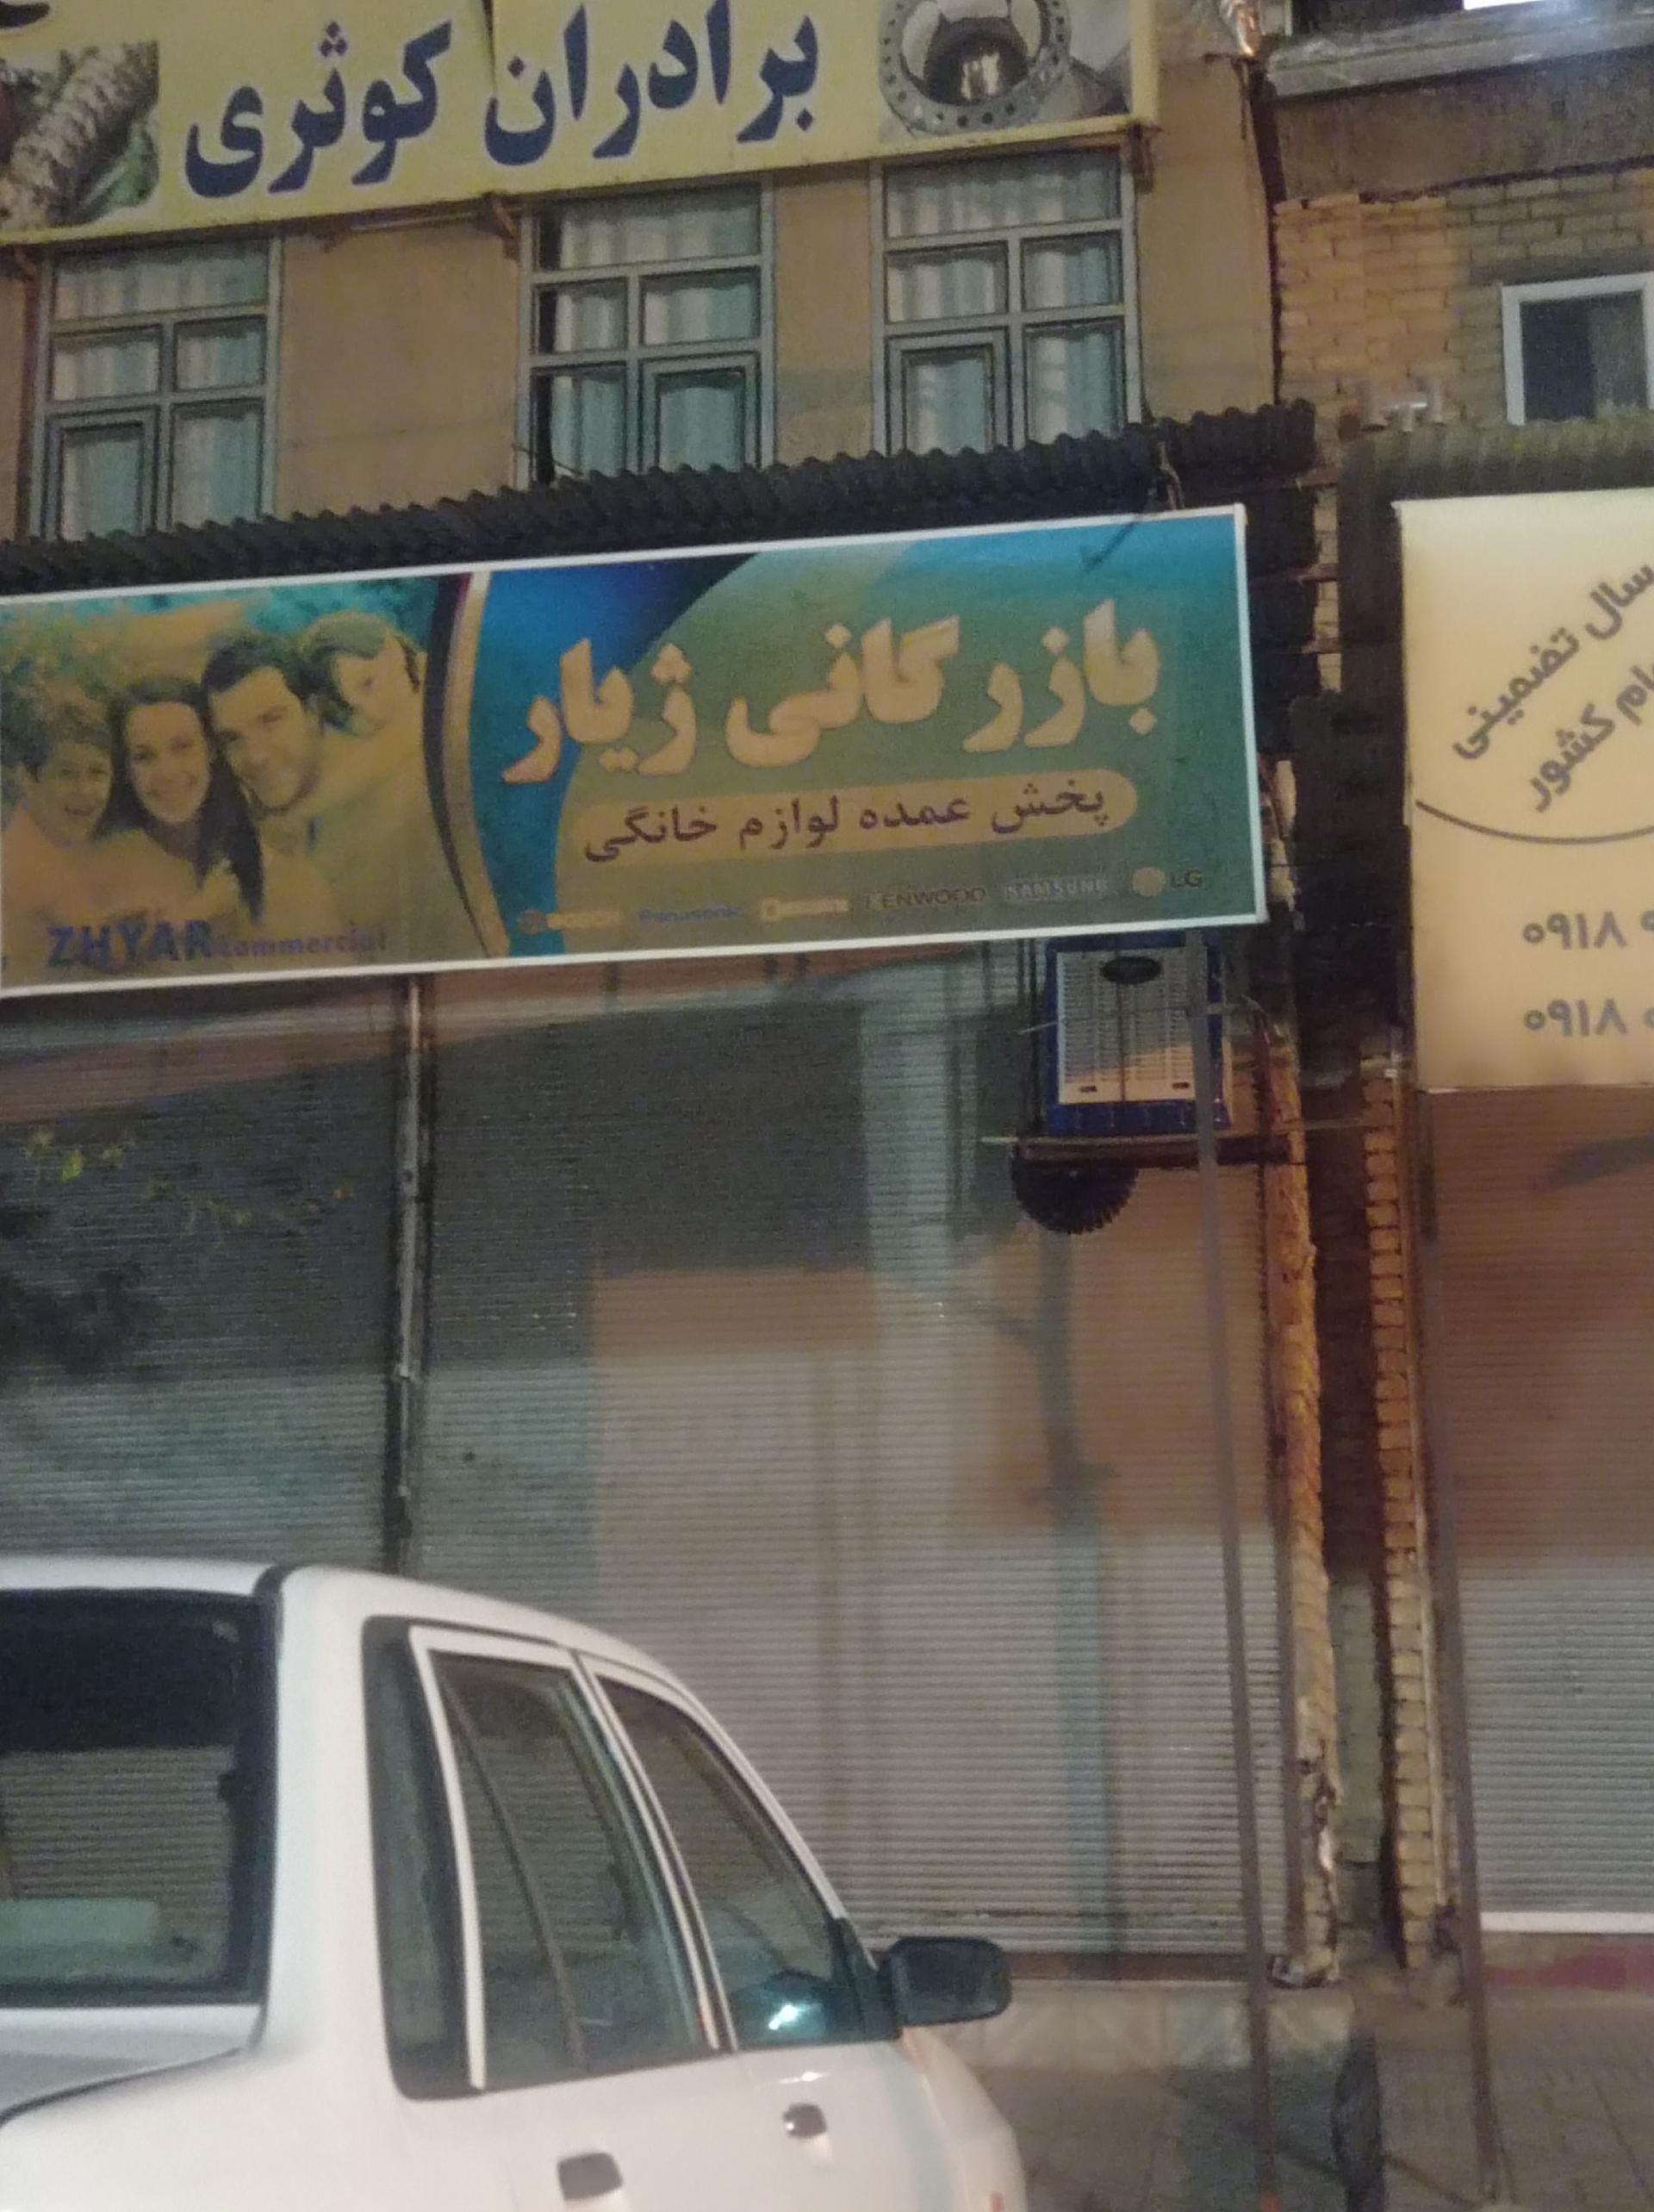 برادران کوثری
بازرگانی ژیار
پخش عمده لوازم خانگی
BOSCH Panasonic KENWOOD SAMSUNG LG
ZHYAR commercial
سال تضمینی
کشور
۰۹۱۸
۰۹۱۸